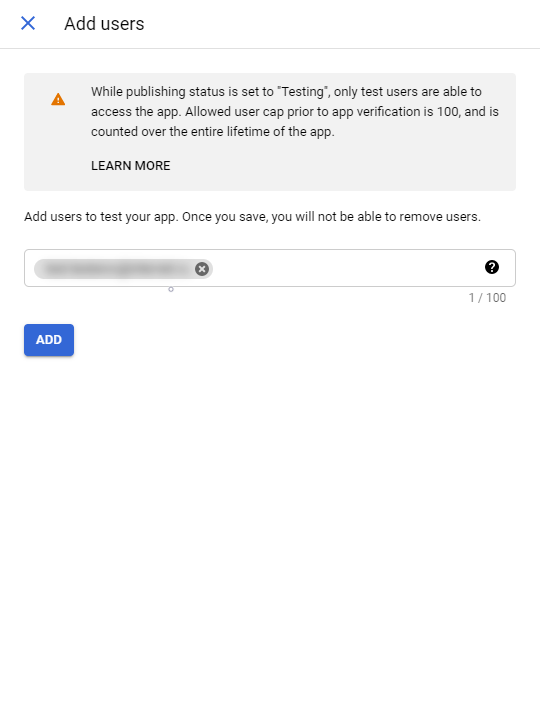 Add users
While publishing status is set to "Testing", only test users are able to
access the app. Allowed user cap prior to app verification is 100, and is
counted over the entire lifetime of the app.
LEARN MORE
Add users to test your app. Once you save, you will not be able to remove users.
1 / 100
ADD